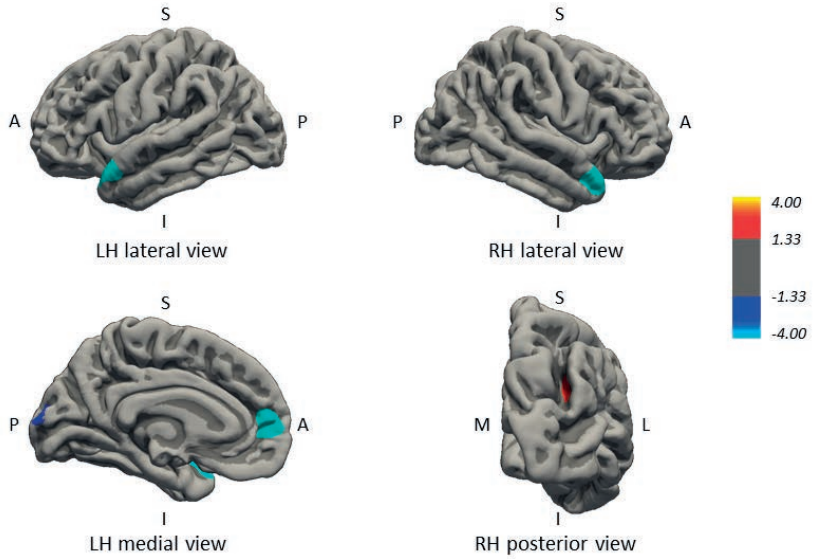 S
S
A
P
P
A
I
I
LH lateral view
RH lateral view
4.00
1.33
-1.33
-4.00
S
S
P
A
M
L
I
I
LH medial view
RH posterior view